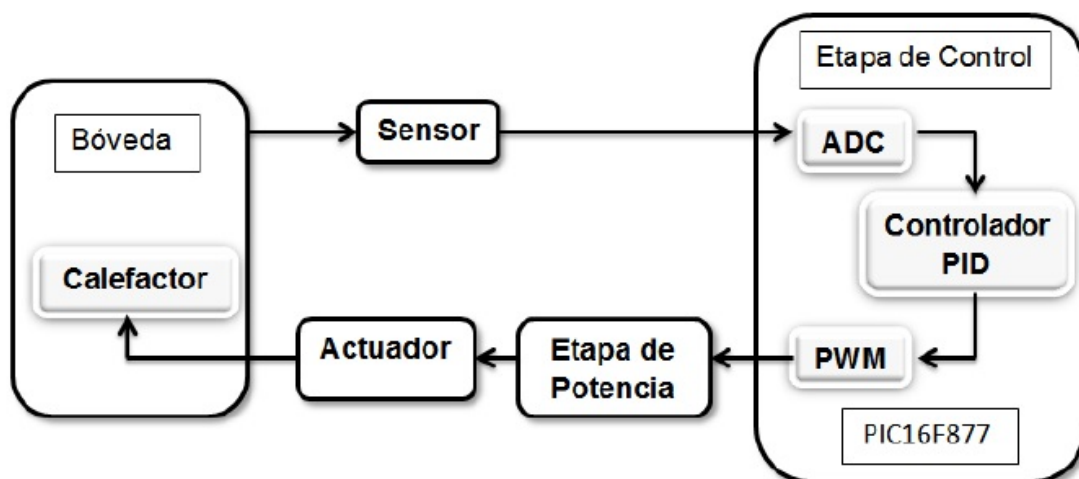 Etapa de Control
Bóveda
Sensor
ADC
Controlador
PID
Calefactor
Actuador
Etapa de
Potencia
PWM
PIC16F877